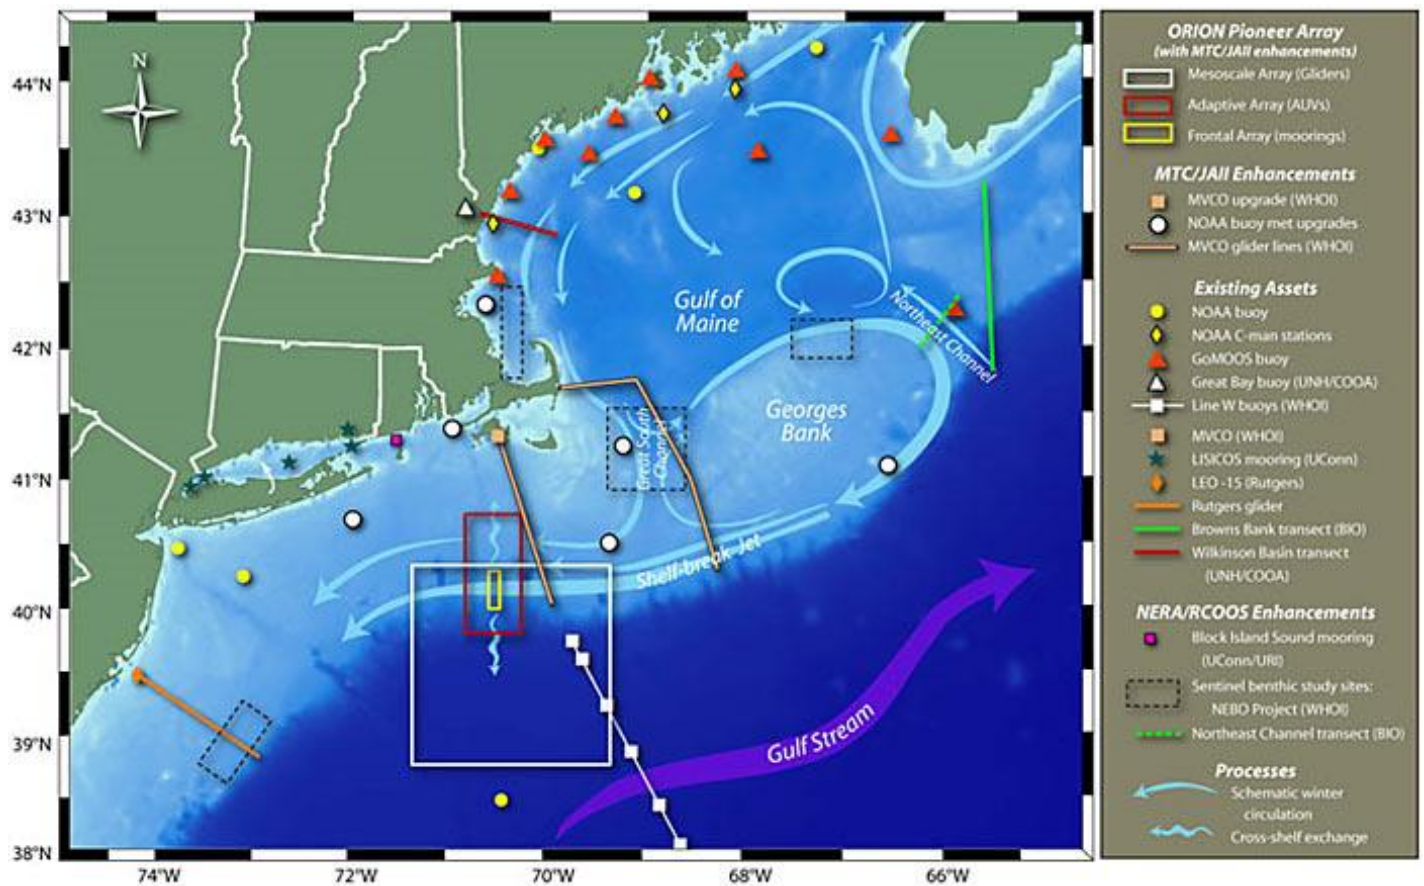 N
44°N
43°N
42°N
41°N
40°N
39°N
38°N
74°W
72°W
70°W
68°W
66°W
Gulf of
Maine
Northeast Channel
Georges
Bank
Great South
Channel
Shelf-break Jet
Gulf Stream
ORION Pioneer Array
(with MTC/JAII enhancements)
Mesoscale Array (Gliders)
Adaptive Array (AUVs)
Frontal Array (moorings)
MTC/JAII Enhancements
MVCO upgrade (WHOI)
NOAA buoy met upgrades
MVCO glider lines (WHOI)
Existing Assets
NOAA buoy
NOAA C-man stations
GoMOOS buoy
Great Bay buoy (UNH/COOA)
Line W buoys (WHOI)
MVCO (WHOI)
LISICOS mooring (UConn)
LEO -15 (Rutgers)
Rutgers glider
Browns Bank transect (BIO)
Wilkinson Basin transect
(UNH/COOA)
NERA/RCOOS Enhancements
Block Island Sound mooring
(UConn/URI)
Sentinel benthic study sites:
NEBO Project (WHOI)
Northeast Channel transect (BIO)
Processes
Schematic winter
circulation
Cross-shelf exchange